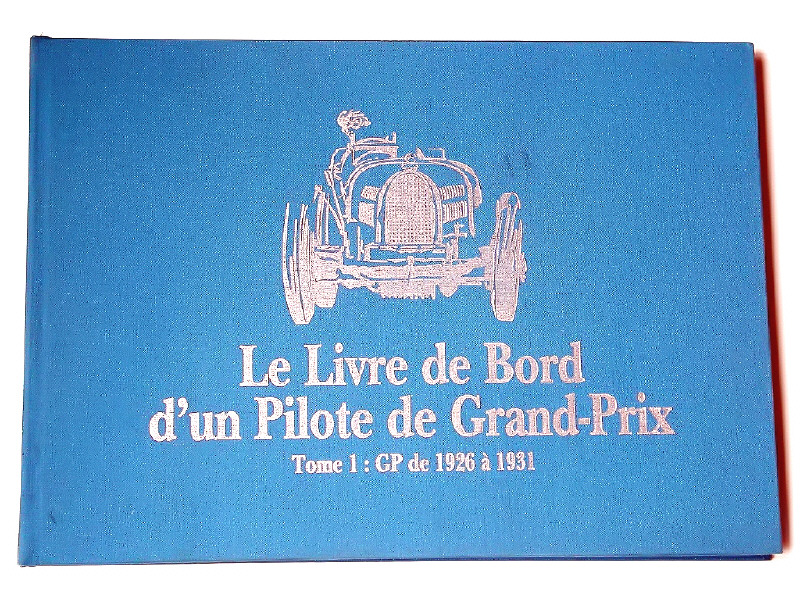 Le Livre de Bord
d'un Pilote de Grand-Prix
Tome 1 : GP de 1926 à 1931